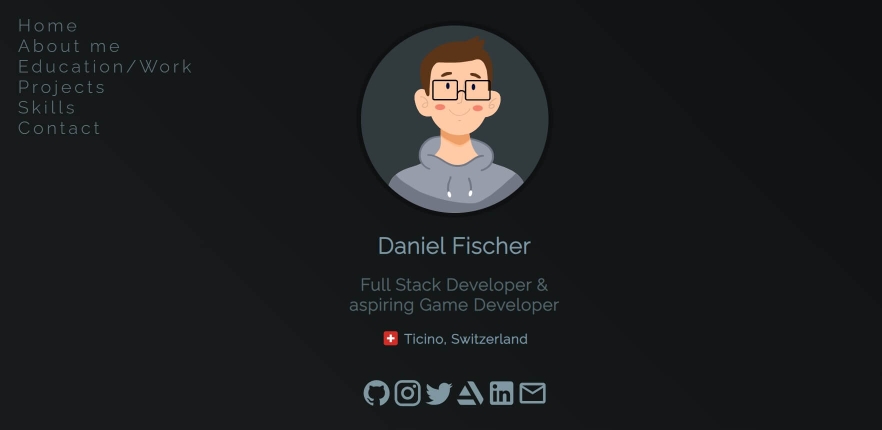 Home
About me
Education/Work
Projects
Skills
Contact
Daniel Fischer
Full Stack Developer &
aspiring Game Developer
Ticino, Switzerland